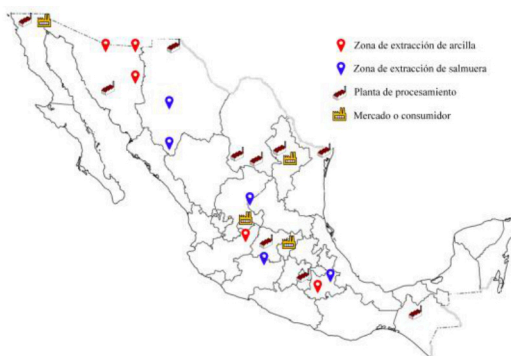 Zona de extracción de arcilla
Zona de extracción de salmuera
Planta de procesamiento
Mercado o consumidor